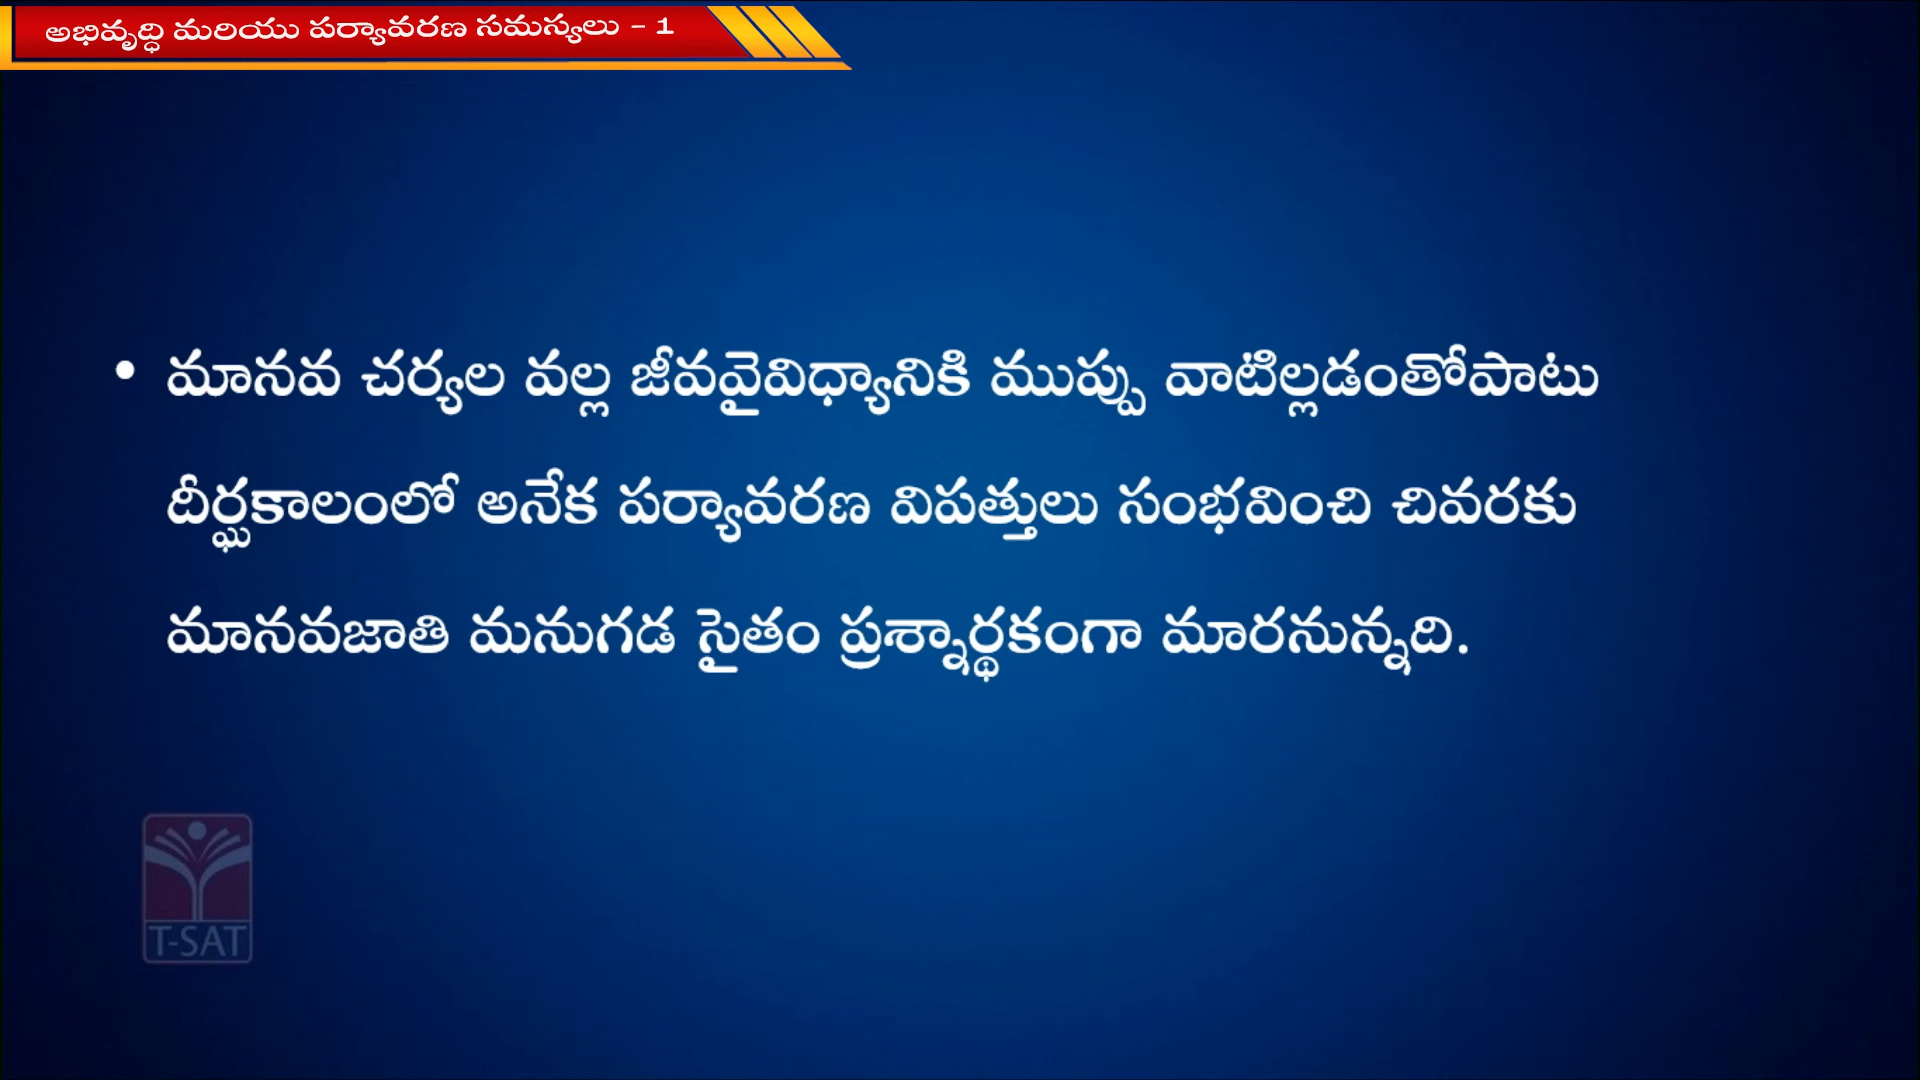 అభివృద్ధి మరియు పర్యావరణ సమస్యలు - 1
• మానవ చర్యల వల్ల జీవవైవిధ్యానికి ముప్పు వాటిల్లడంతోపాటు
దీర్ఘకాలంలో అనేక పర్యావరణ విపత్తులు సంభవించి చివరకు
మానవజాతి మనుగడ సైతం ప్రశ్నార్థకంగా మారనున్నది.
T-SAT